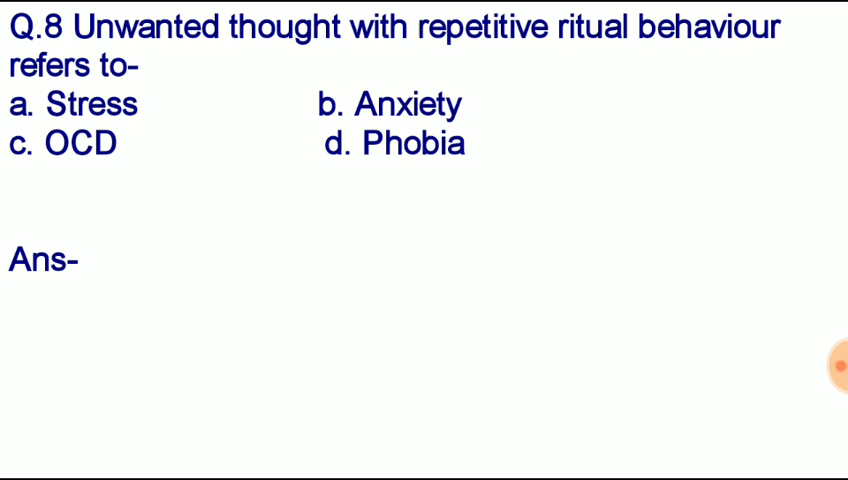 Q.8 Unwanted thought with repetitive ritual behaviour
refers to-
a. Stress b. Anxiety
c. OCD d. Phobia
Ans-